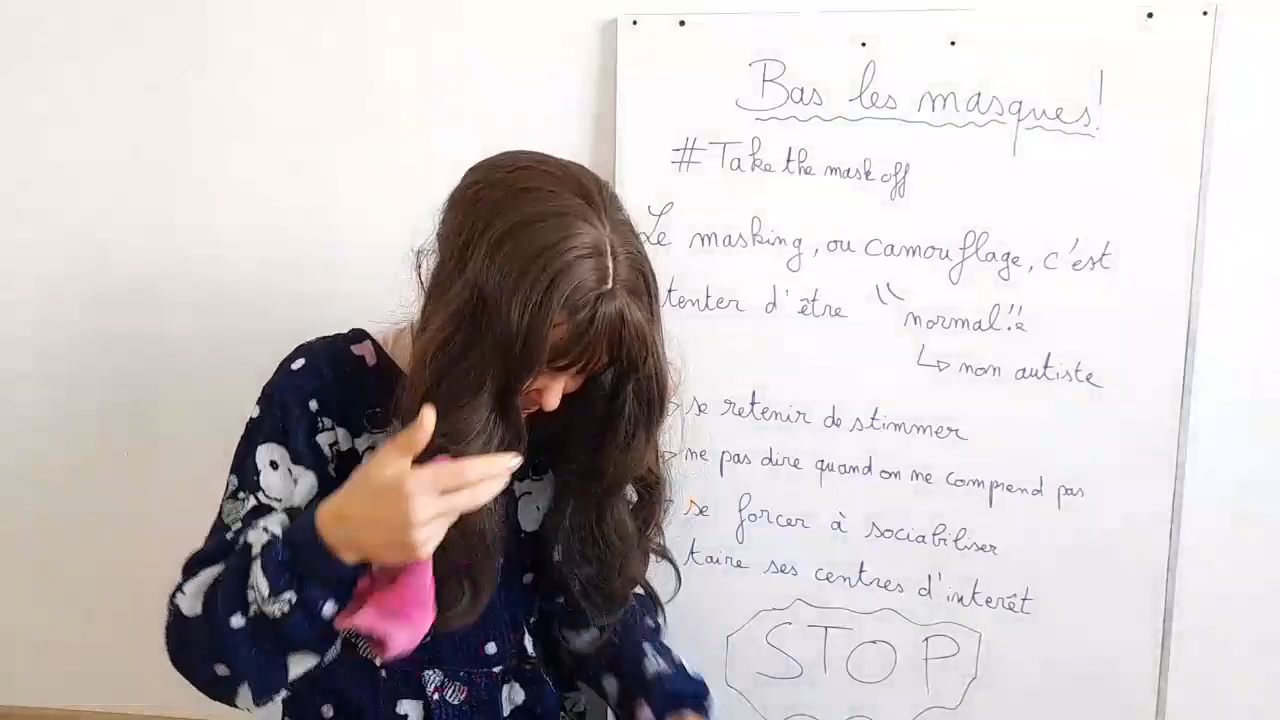 Bas les masques!
#Take the mask off
Le masking, ou camouflage, c'est
tenter d'être "normal!"
↳ non autiste
se retenir de stimmer
ne pas dire quand on ne comprend pas
se forcer à sociabiliser
taire ses centres d'interêt
STOP